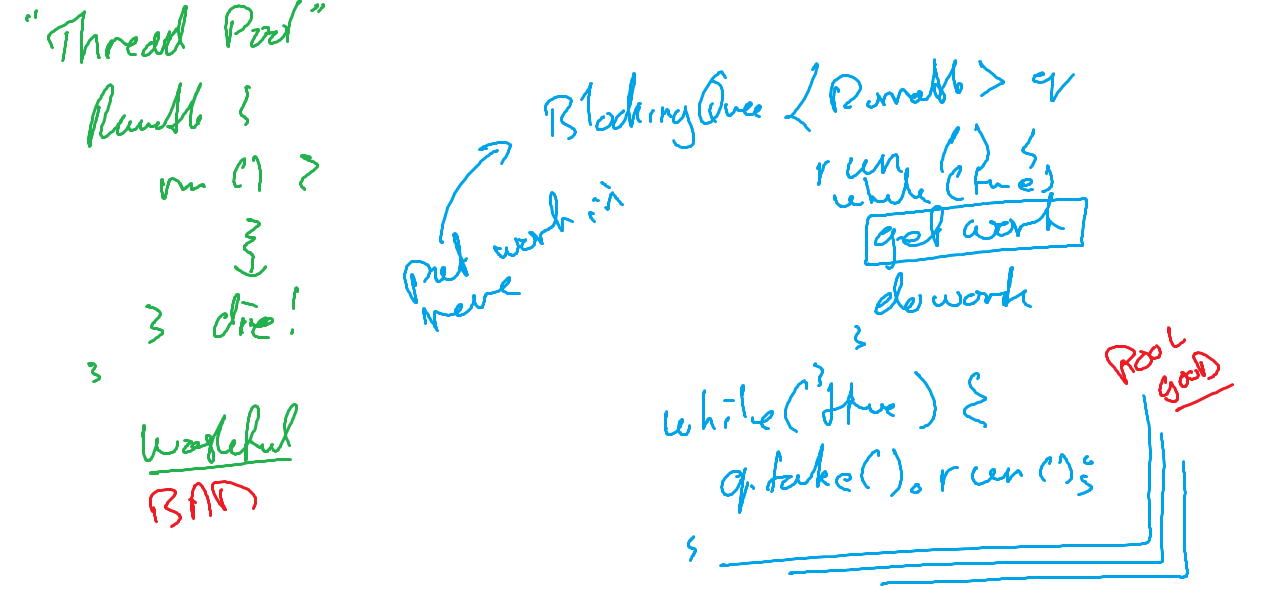 "Thread Pool"
Runnable {
run () {
}
} die!
}
wasteful
BAD
BlockingQueue <Runnable> q
put work in
run () {
while (true)
get work
do work
}
}
while (true) {
q.take().run();
}
POOL
GOOD